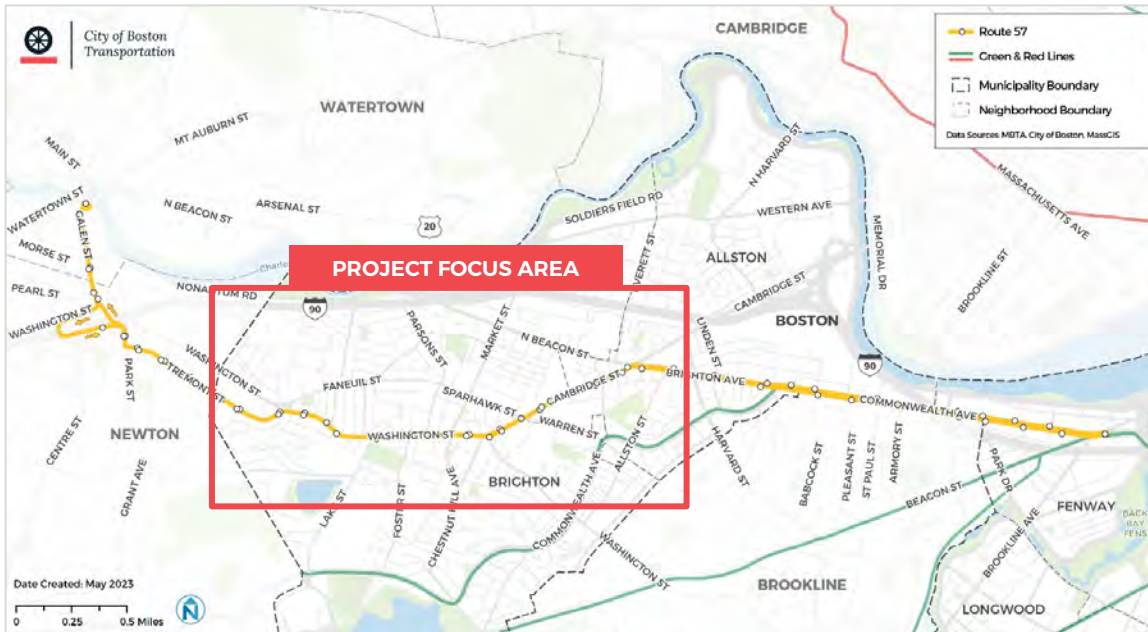 City of Boston
Transportation
CAMBRIDGE
Route 57
Green & Red Lines
Municipality Boundary
Neighborhood Boundary
Data Sources: MBTA, City of Boston, MassGIS
WATERTOWN
MT AUBURN ST
MAIN ST
N HARVARD ST
MASSACHUSETTS AVE
WATERTOWN ST
GALEN ST
N BEACON ST
ARSENAL ST
20
SOLDIERS FIELD RD
WESTERN AVE
MEMORIAL DR
MORSE ST
Charles
PROJECT FOCUS AREA
EVERETT ST
ALLSTON
BROOKLINE ST
PEARL ST
NONANTUM RD
90
CAMBRIDGE ST
WASHINGTON ST
PARSONS ST
MARKET ST
N BEACON ST
LINDEN ST
BOSTON
90
PARK ST
TREMONT ST
WASHINGTON ST
FANEUIL ST
SPARHAWK ST
CAMBRIDGE ST
BRIGHTON AVE
COMMONWEALTH AVE
CENTRE ST
NEWTON
WASHINGTON ST
WARREN ST
ALLSTON ST
HARVARD ST
BABCOCK ST
PLEASANT ST
ST PAUL ST
ARMORY ST
PARK DR
GRANT AVE
LAKE ST
FOSTER ST
CHESTNUT HILL AVE
BRIGHTON
COMMONWEALTH AVE
BEACON ST
FENWAY
BACK
BAY
FENS
WASHINGTON ST
BROOKLINE AVE
BROOKLINE
LONGWOOD
Date Created: May 2023
0 0.25 0.5 Miles
N